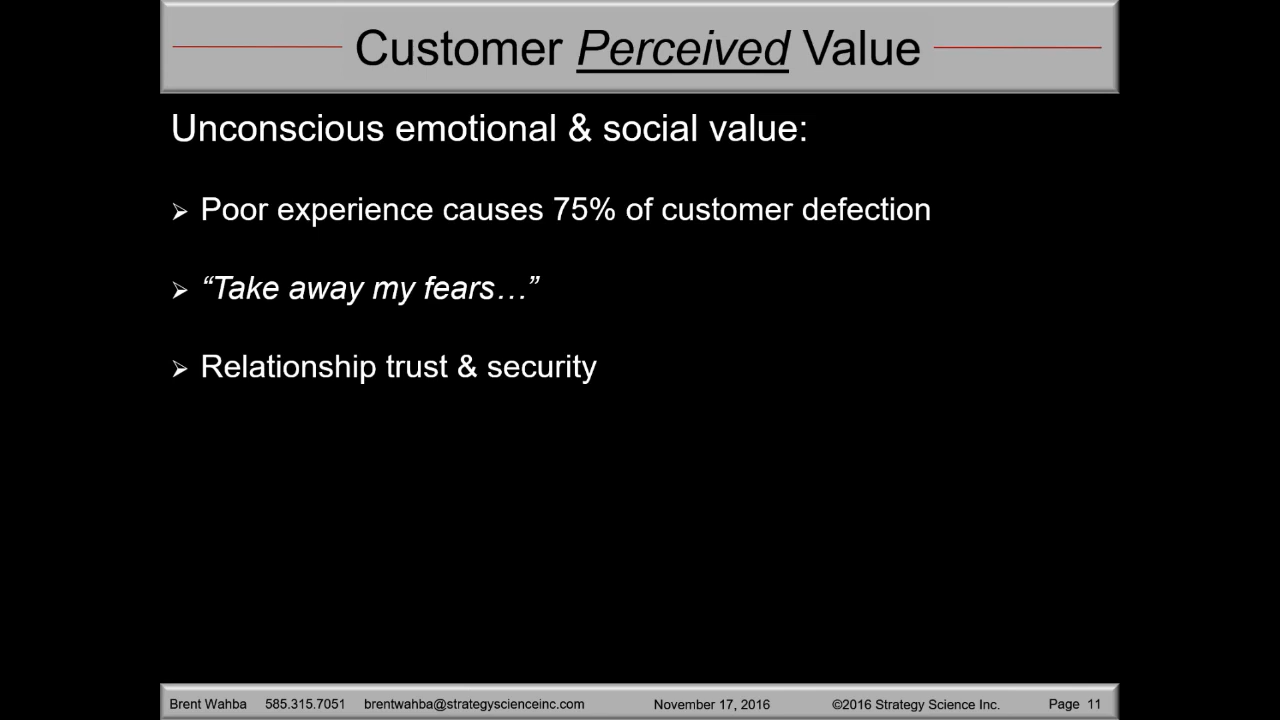 Customer Perceived Value
Unconscious emotional & social value:
➢ Poor experience causes 75% of customer defection
➢ “Take away my fears…”
➢ Relationship trust & security
Brent Wahba 585.315.7051 brentwahba@strategyscienceinc.com November 17, 2016 ©2016 Strategy Science Inc. Page 11